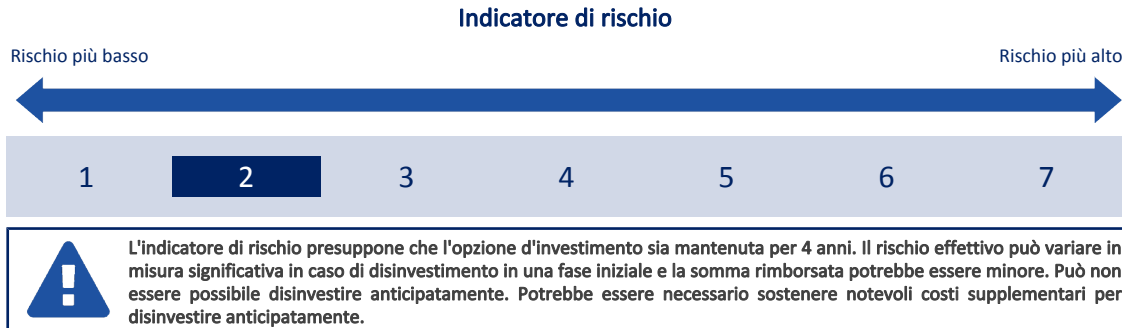 Indicatore di rischio
Rischio più basso
Rischio più alto
1 2 3 4 5 6 7
L'indicatore di rischio presuppone che l'opzione d'investimento sia mantenuta per 4 anni. Il rischio effettivo può variare in
misura significativa in caso di disinvestimento in una fase iniziale e la somma rimborsata potrebbe essere minore. Può non
essere possibile disinvestire anticipatamente. Potrebbe essere necessario sostenere notevoli costi supplementari per
disinvestire anticipatamente.